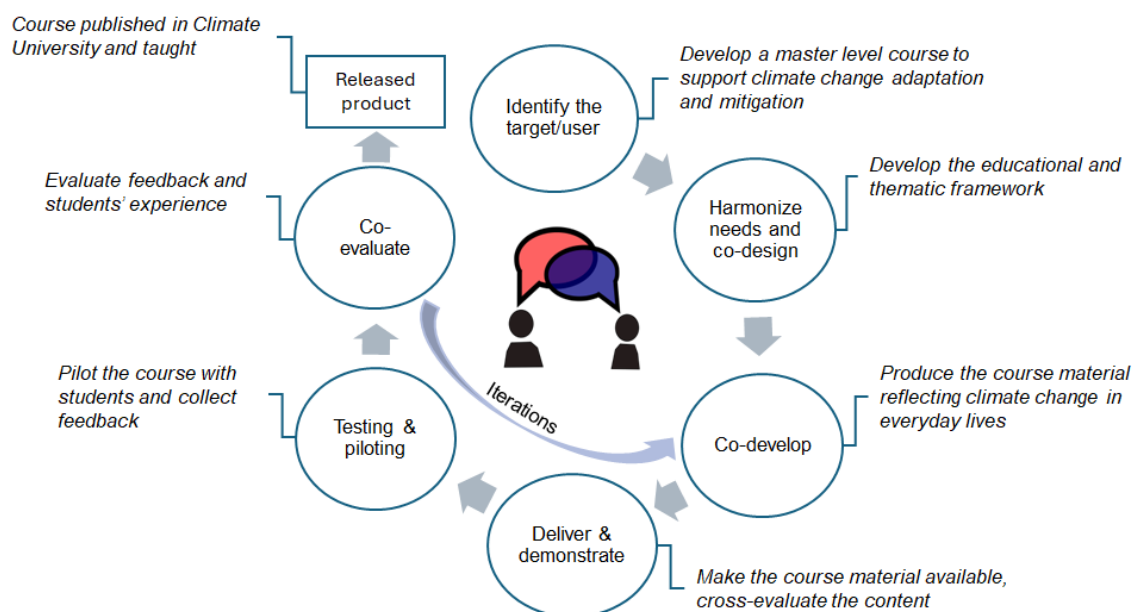 Course published in Climate
University and taught
Released
product
Identify the
target/user
Develop a master level course to
support climate change adaptation
and mitigation
Harmonize
needs and
co-design
Develop the educational and
thematic framework
Co-develop
Produce the course material
reflecting climate change in
everyday lives
Deliver &
demonstrate
Make the course material available,
cross-evaluate the content
Testing &
piloting
Pilot the course with
students and collect
feedback
Co-
evaluate
Evaluate feedback and
students’ experience
Iterations